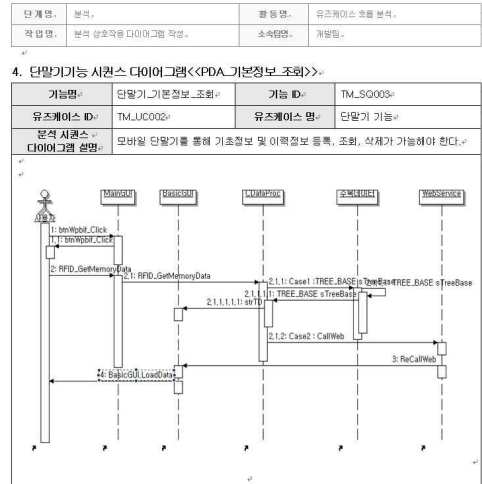 단 계 명. 분석. 활 동 명. 유즈케이스 흐름 분석.
작 업 명. 분석 상호작용 다이어그램 작성. 소속팀명. 개발팀.
4. 단말기기능 시퀀스 다이어그램<<PDA_기본정보_조회>>
기능명 단말기_기본정보_조회 기능 ID TM_SQ003
유즈케이스 ID TM_UC002 유즈케이스 명 단말기 기능
분석 시퀀스
다이어그램 설명 모바일 단말기를 통해 기초정보 및 이력정보 등록, 조회, 삭제가 가능해야 한다.
MainGUI BasicGUI CDataProc WebService
사용자
1: btnWpbif_Click
1.1: btnWpbif_Click
2: RFID_GetMemoryData
2.1: RFID_GetMemoryData
2.1.1: Case1 :TREE_BASE sTreeBase
TREE_BASE sTreeBase
2.1.1.1.1: TREE_BASE sTreeBase
2.1.1.1.1.1: strTD
2.1.2: Case2 : CallWeb
3: ReCallWeb
4: BasicGUI.LoadData